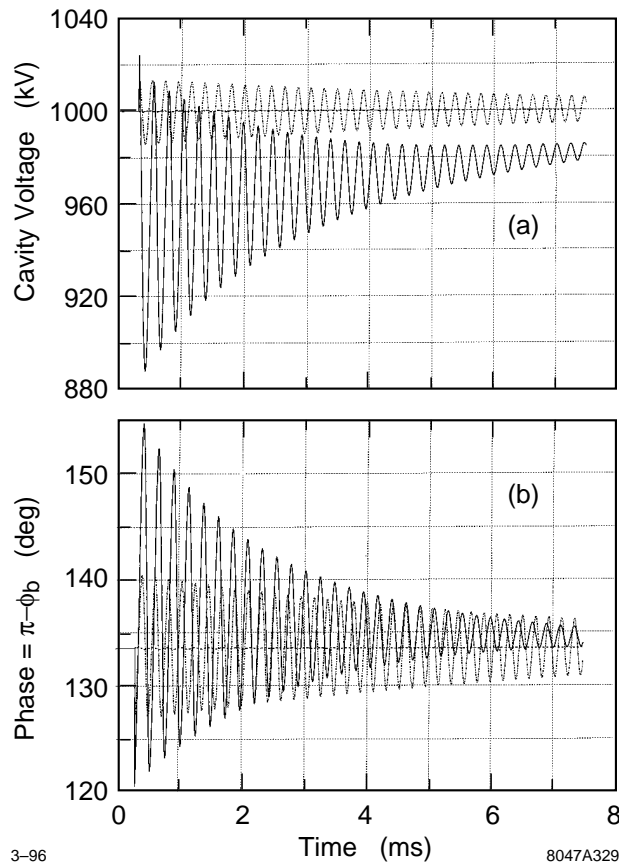 1040
1000
960
920
880
Cavity Voltage (kV)
(a)
150
140
130
120
Phase = π–ϕb (deg)
(b)
0
2
4
6
8
Time (ms)
3–96
8047A329